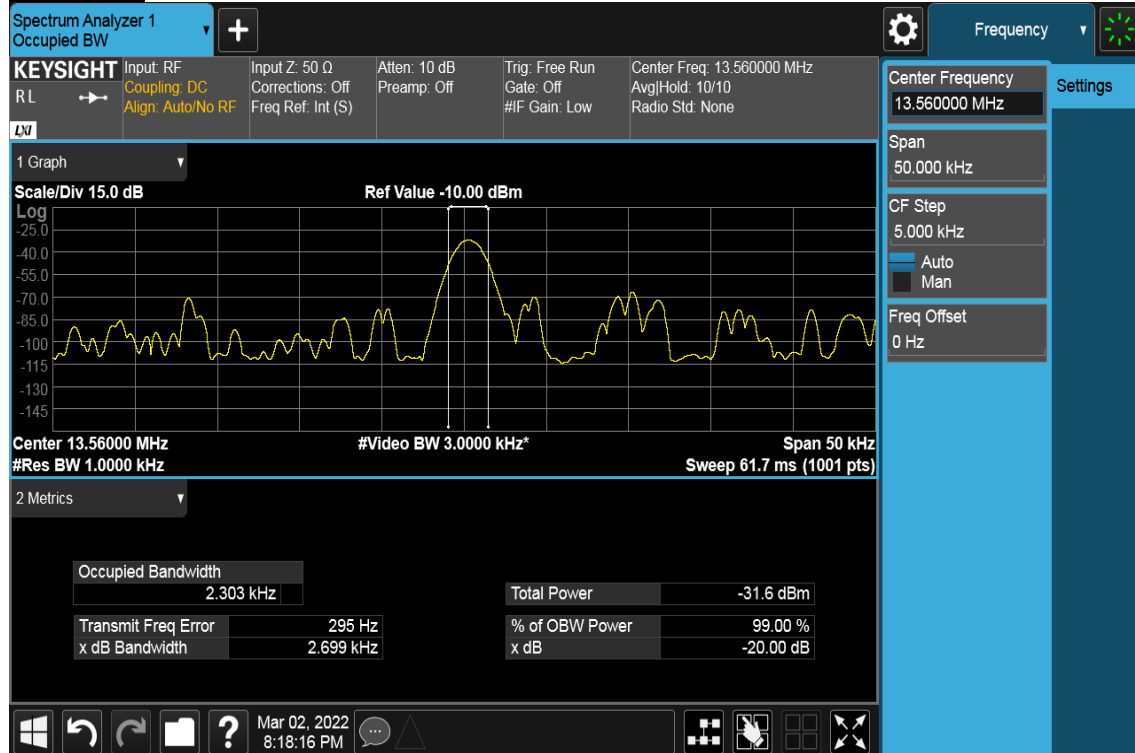 Spectrum Analyzer 1
Occupied BW
+
Frequency
KEYSIGHT
RL
LXI
Input: RF
Coupling: DC
Align: Auto/No RF
Input Z: 50 Ω
Corrections: Off
Freq Ref: Int (S)
Atten: 10 dB
Preamp: Off
Trig: Free Run
Gate: Off
#IF Gain: Low
Center Freq: 13.560000 MHz
Avg|Hold: 10/10
Radio Std: None
Center Frequency
13.560000 MHz
Settings
Span
50.000 kHz
CF Step
5.000 kHz
Auto
Man
Freq Offset
0 Hz
1 Graph
Scale/Div 15.0 dB
Ref Value -10.00 dBm
Log
-25.0
-40.0
-55.0
-70.0
-85.0
-100
-115
-130
-145
Center 13.56000 MHz
#Video BW 3.0000 kHz*
Span 50 kHz
#Res BW 1.0000 kHz
Sweep 61.7 ms (1001 pts)
2 Metrics
Occupied Bandwidth
2.303 kHz
Total Power -31.6 dBm
Transmit Freq Error 295 Hz
% of OBW Power 99.00 %
x dB Bandwidth 2.699 kHz
x dB -20.00 dB
?
Mar 02, 2022
8:18:16 PM